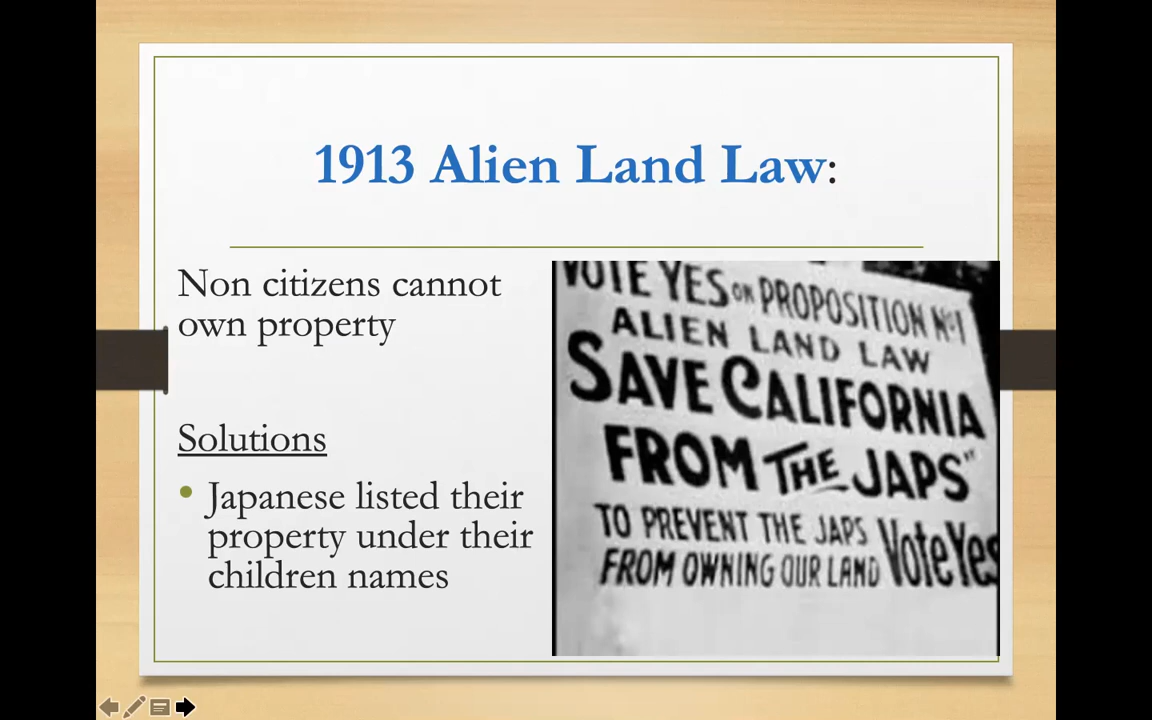 1913 Alien Land Law:
Non citizens cannot
own property
Solutions
• Japanese listed their
property under their
children names
VOTE YES ON PROPOSITION No 1
ALIEN LAND LAW
SAVE CALIFORNIA
FROM THE JAPS"
TO PREVENT THE JAPS Vote Yes
FROM OWNING OUR LAND